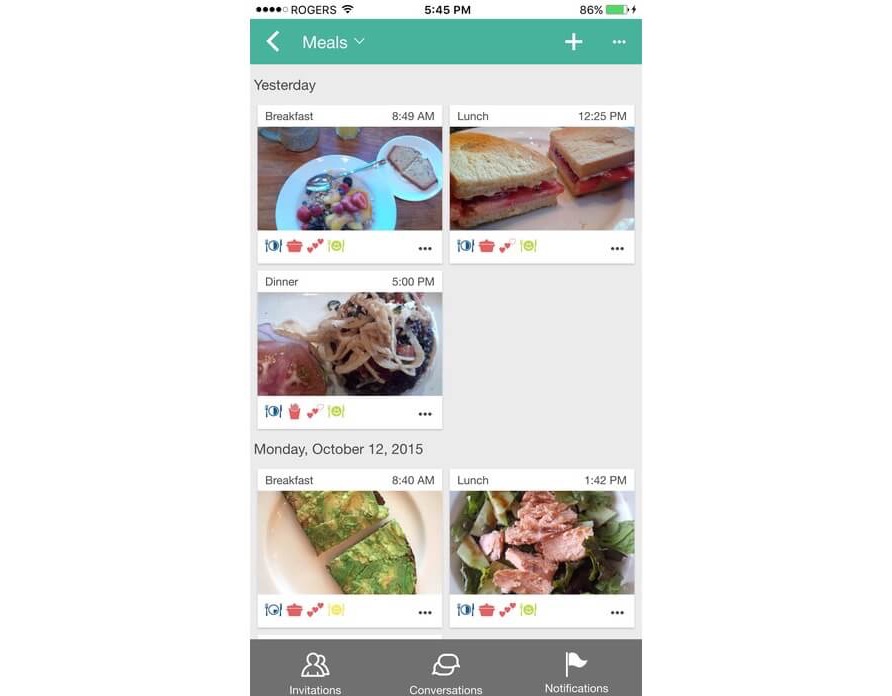 ROGERS 5:45 PM 86%
Meals
Yesterday
Breakfast 8:49 AM
Lunch 12:25 PM
Dinner 5:00 PM
Monday, October 12, 2015
Breakfast 8:40 AM
Lunch 1:42 PM
Invitations
Conversations
Notifications